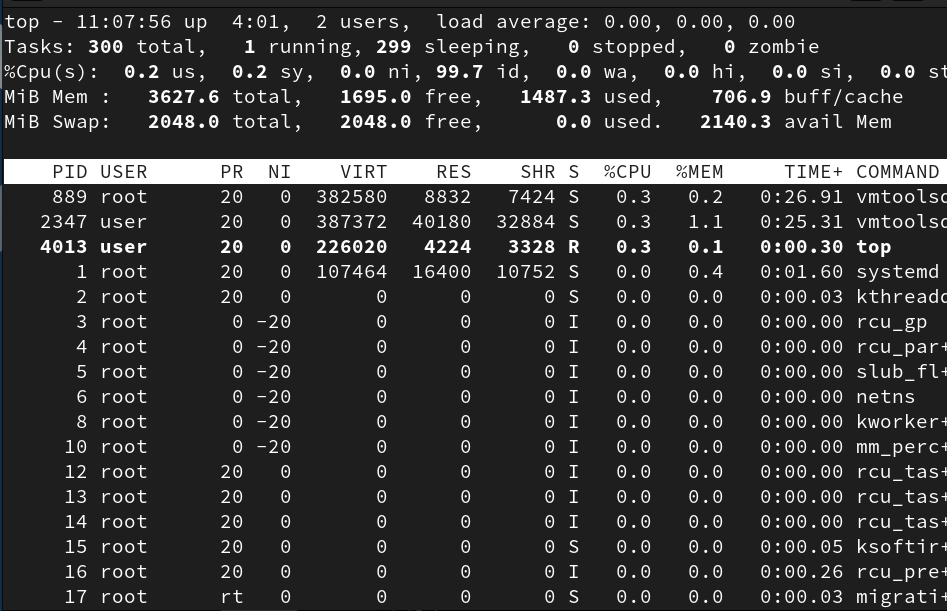 top - 11:07:56 up  4:01,  2 users,  load average: 0.00, 0.00, 0.00
Tasks: 300 total,   1 running, 299 sleeping,   0 stopped,   0 zombie
%Cpu(s):  0.2 us,  0.2 sy,  0.0 ni, 99.7 id,  0.0 wa,  0.0 hi,  0.0 si,  0.0 st
MiB Mem :   3627.6 total,   1695.0 free,   1487.3 used,    706.9 buff/cache
MiB Swap:   2048.0 total,   2048.0 free,      0.0 used.   2140.3 avail Mem
PID USER      PR  NI    VIRT    RES    SHR S  %CPU  %MEM     TIME+ COMMAND
889 root      20   0  382580   8832   7424 S   0.3   0.2   0:26.91 vmtoolsd
2347 user      20   0  387372  40180  32884 S   0.3   1.1   0:25.31 vmtoolsd
4013 user      20   0  226020   4224   3328 R   0.3   0.1   0:00.30 top
1 root      20   0  107464  16400  10752 S   0.0   0.4   0:01.60 systemd
2 root      20   0       0      0      0 S   0.0   0.0   0:00.03 kthreadd
3 root       0 -20       0      0      0 I   0.0   0.0   0:00.00 rcu_gp
4 root       0 -20       0      0      0 I   0.0   0.0   0:00.00 rcu_par+
5 root       0 -20       0      0      0 I   0.0   0.0   0:00.00 slub_fl+
6 root       0 -20       0      0      0 I   0.0   0.0   0:00.00 netns
8 root       0 -20       0      0      0 I   0.0   0.0   0:00.00 kworker+
10 root       0 -20       0      0      0 I   0.0   0.0   0:00.00 mm_perc+
12 root      20   0       0      0      0 I   0.0   0.0   0:00.00 rcu_tas+
13 root      20   0       0      0      0 I   0.0   0.0   0:00.00 rcu_tas+
14 root      20   0       0      0      0 I   0.0   0.0   0:00.00 rcu_tas+
15 root      20   0       0      0      0 S   0.0   0.0   0:00.05 ksoftir+
16 root      20   0       0      0      0 I   0.0   0.0   0:00.26 rcu_pre+
17 root      rt   0       0      0      0 S   0.0   0.0   0:00.03 migrati+